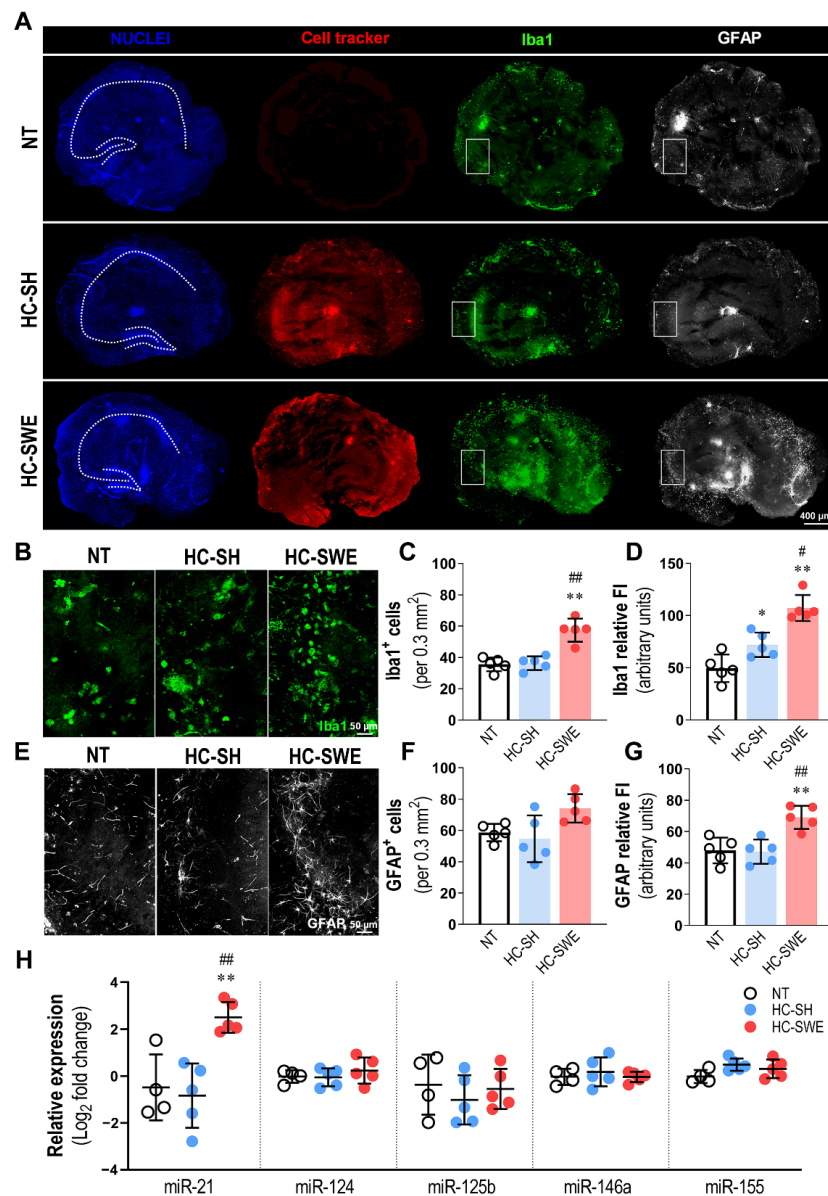 A
NUCLEI Cell tracker Iba1 GFAP
NT
HC-SH
HC-SWE
400 µm
B NT HC-SH HC-SWE
Iba1 50 µm
C
Iba1+ cells
(per 0.3 mm2)
100
80
60
40
20
0
##
**
NT HC-SH HC-SWE
D
Iba1 relative FI
(arbitrary units)
150
100
50
0
*
#
**
NT HC-SH HC-SWE
E NT HC-SH HC-SWE
GFAP 50 µm
F
GFAP+ cells
(per 0.3 mm2)
100
80
60
40
20
0
NT HC-SH HC-SWE
G
GFAP relative FI
(arbitrary units)
100
80
60
40
20
0
##
**
NT HC-SH HC-SWE
H
Relative expression
(Log2 fold change)
4
2
0
−2
−4
##
**
NT
HC-SH
HC-SWE
miR-21 miR-124 miR-125b miR-146a miR-155